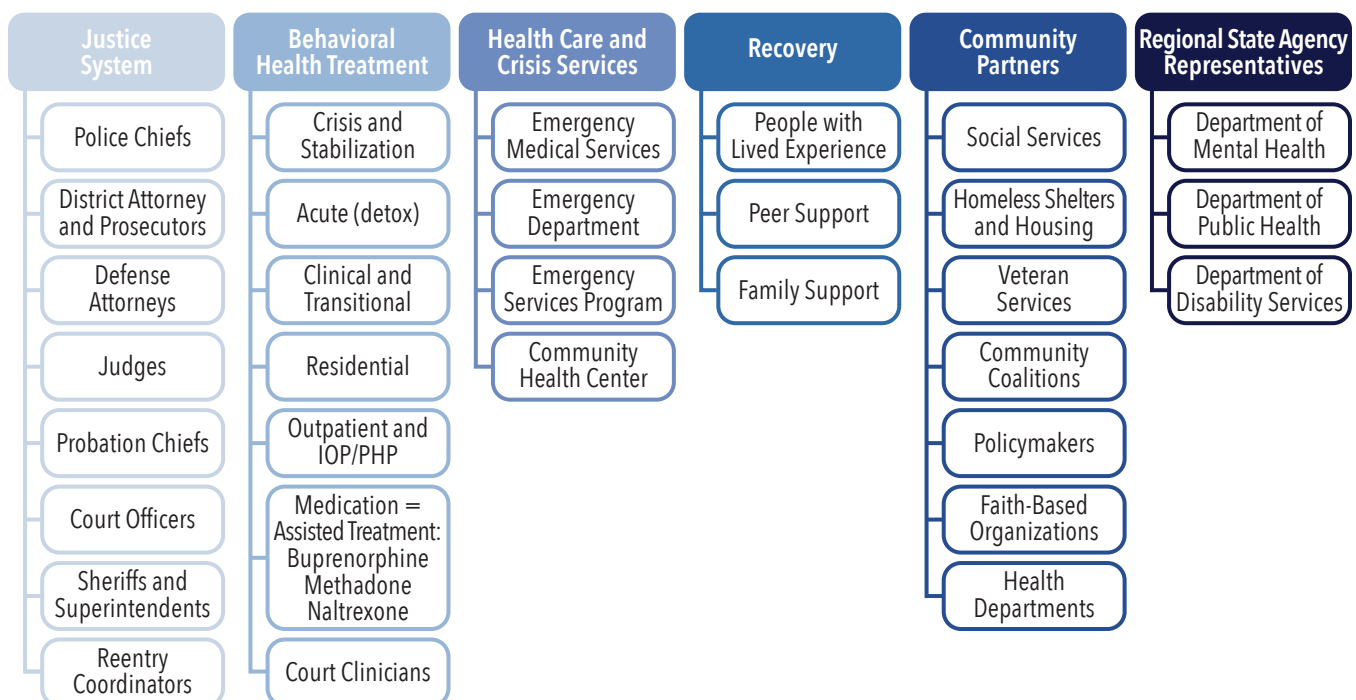 Justice
System
Police Chiefs
District Attorney
and Prosecutors
Defense
Attorneys
Judges
Probation Chiefs
Court Officers
Sheriffs and
Superintendents
Reentry
Coordinators
Behavioral
Health Treatment
Crisis and
Stabilization
Acute (detox)
Clinical and
Transitional
Residential
Outpatient and
IOP/PHP
Medication =
Assisted Treatment:
Buprenorphine
Methadone
Naltrexone
Court Clinicians
Health Care and
Crisis Services
Emergency
Medical Services
Emergency
Department
Emergency
Services Program
Community
Health Center
Recovery
People with
Lived Experience
Peer Support
Family Support
Community
Partners
Social Services
Homeless Shelters
and Housing
Veteran
Services
Community
Coalitions
Policymakers
Faith-Based
Organizations
Health
Departments
Regional State Agency
Representatives
Department of
Mental Health
Department of
Public Health
Department of
Disability Services